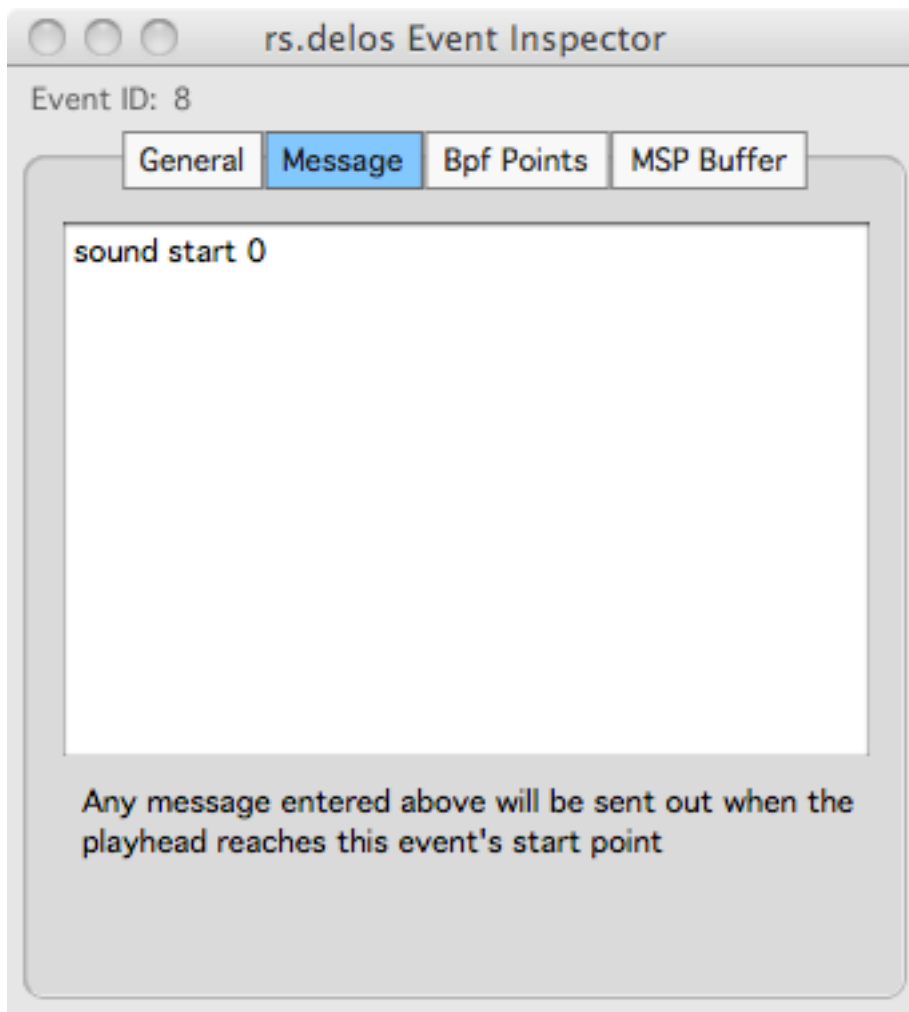 rs.delos Event Inspector
Event ID: 8
General Message Bpf Points MSP Buffer
sound start 0
Any message entered above will be sent out when the
playhead reaches this event's start point